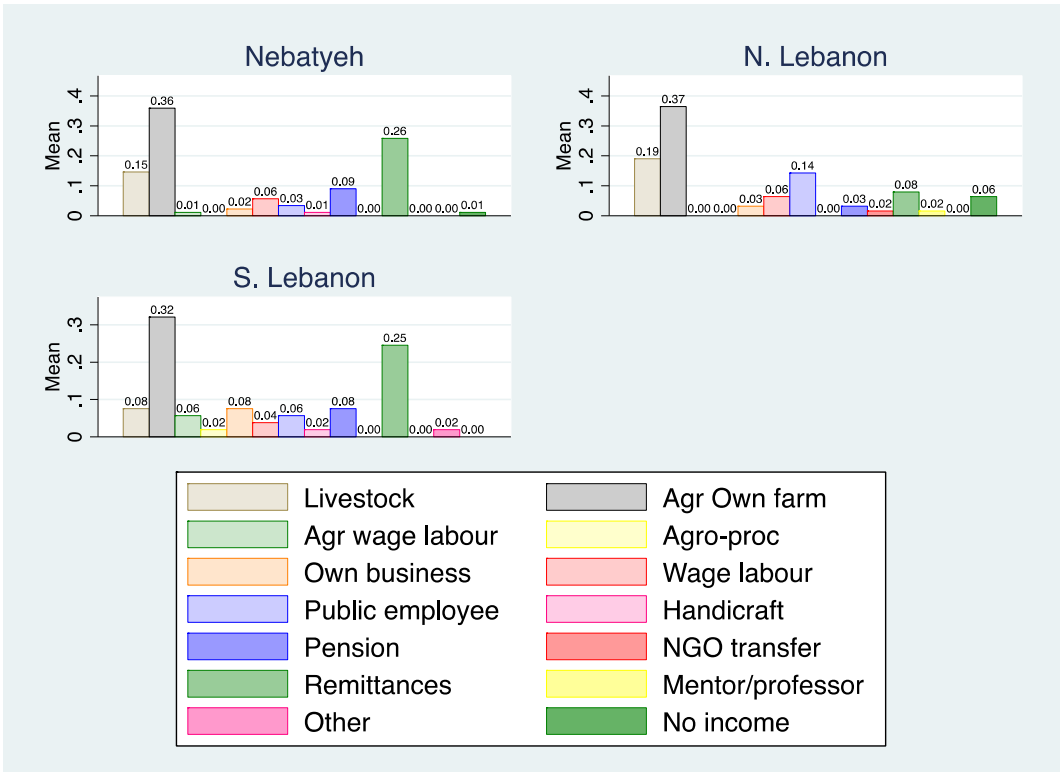 Nebatyeh
Mean
0 .1 .2 .3 .4
0.15 0.36 0.01 0.00 0.02 0.06 0.03 0.01 0.09 0.00 0.26 0.00 0.00 0.01
N. Lebanon
Mean
0 .1 .2 .3 .4
0.19 0.37 0.00 0.00 0.03 0.06 0.14 0.00 0.03 0.02 0.08 0.02 0.00 0.06
S. Lebanon
Mean
0 .1 .2 .3
0.08 0.32 0.06 0.02 0.08 0.04 0.06 0.02 0.08 0.00 0.25 0.00 0.02 0.00
Livestock Agr Own farm
Agr wage labour Agro-proc
Own business Wage labour
Public employee Handicraft
Pension NGO transfer
Remittances Mentor/professor
Other No income